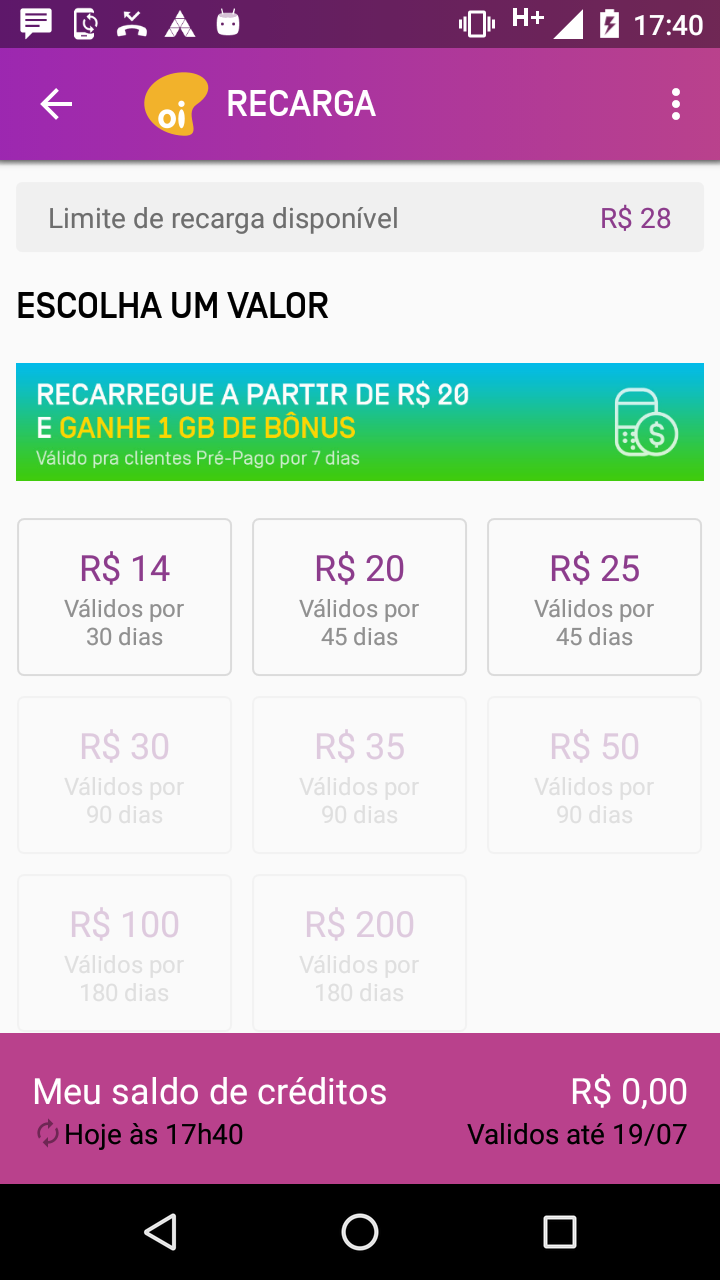 H+ 17:40
oi RECARGA
Limite de recarga disponível R$ 28
ESCOLHA UM VALOR
RECARREGUE A PARTIR DE R$ 20
E GANHE 1 GB DE BÔNUS
Válido pra clientes Pré-Pago por 7 dias
R$ 14
Válidos por
30 dias
R$ 20
Válidos por
45 dias
R$ 25
Válidos por
45 dias
R$ 30
Válidos por
90 dias
R$ 35
Válidos por
90 dias
R$ 50
Válidos por
90 dias
R$ 100
Válidos por
180 dias
R$ 200
Válidos por
180 dias
Meu saldo de créditos R$ 0,00
Hoje às 17h40 Validos até 19/07